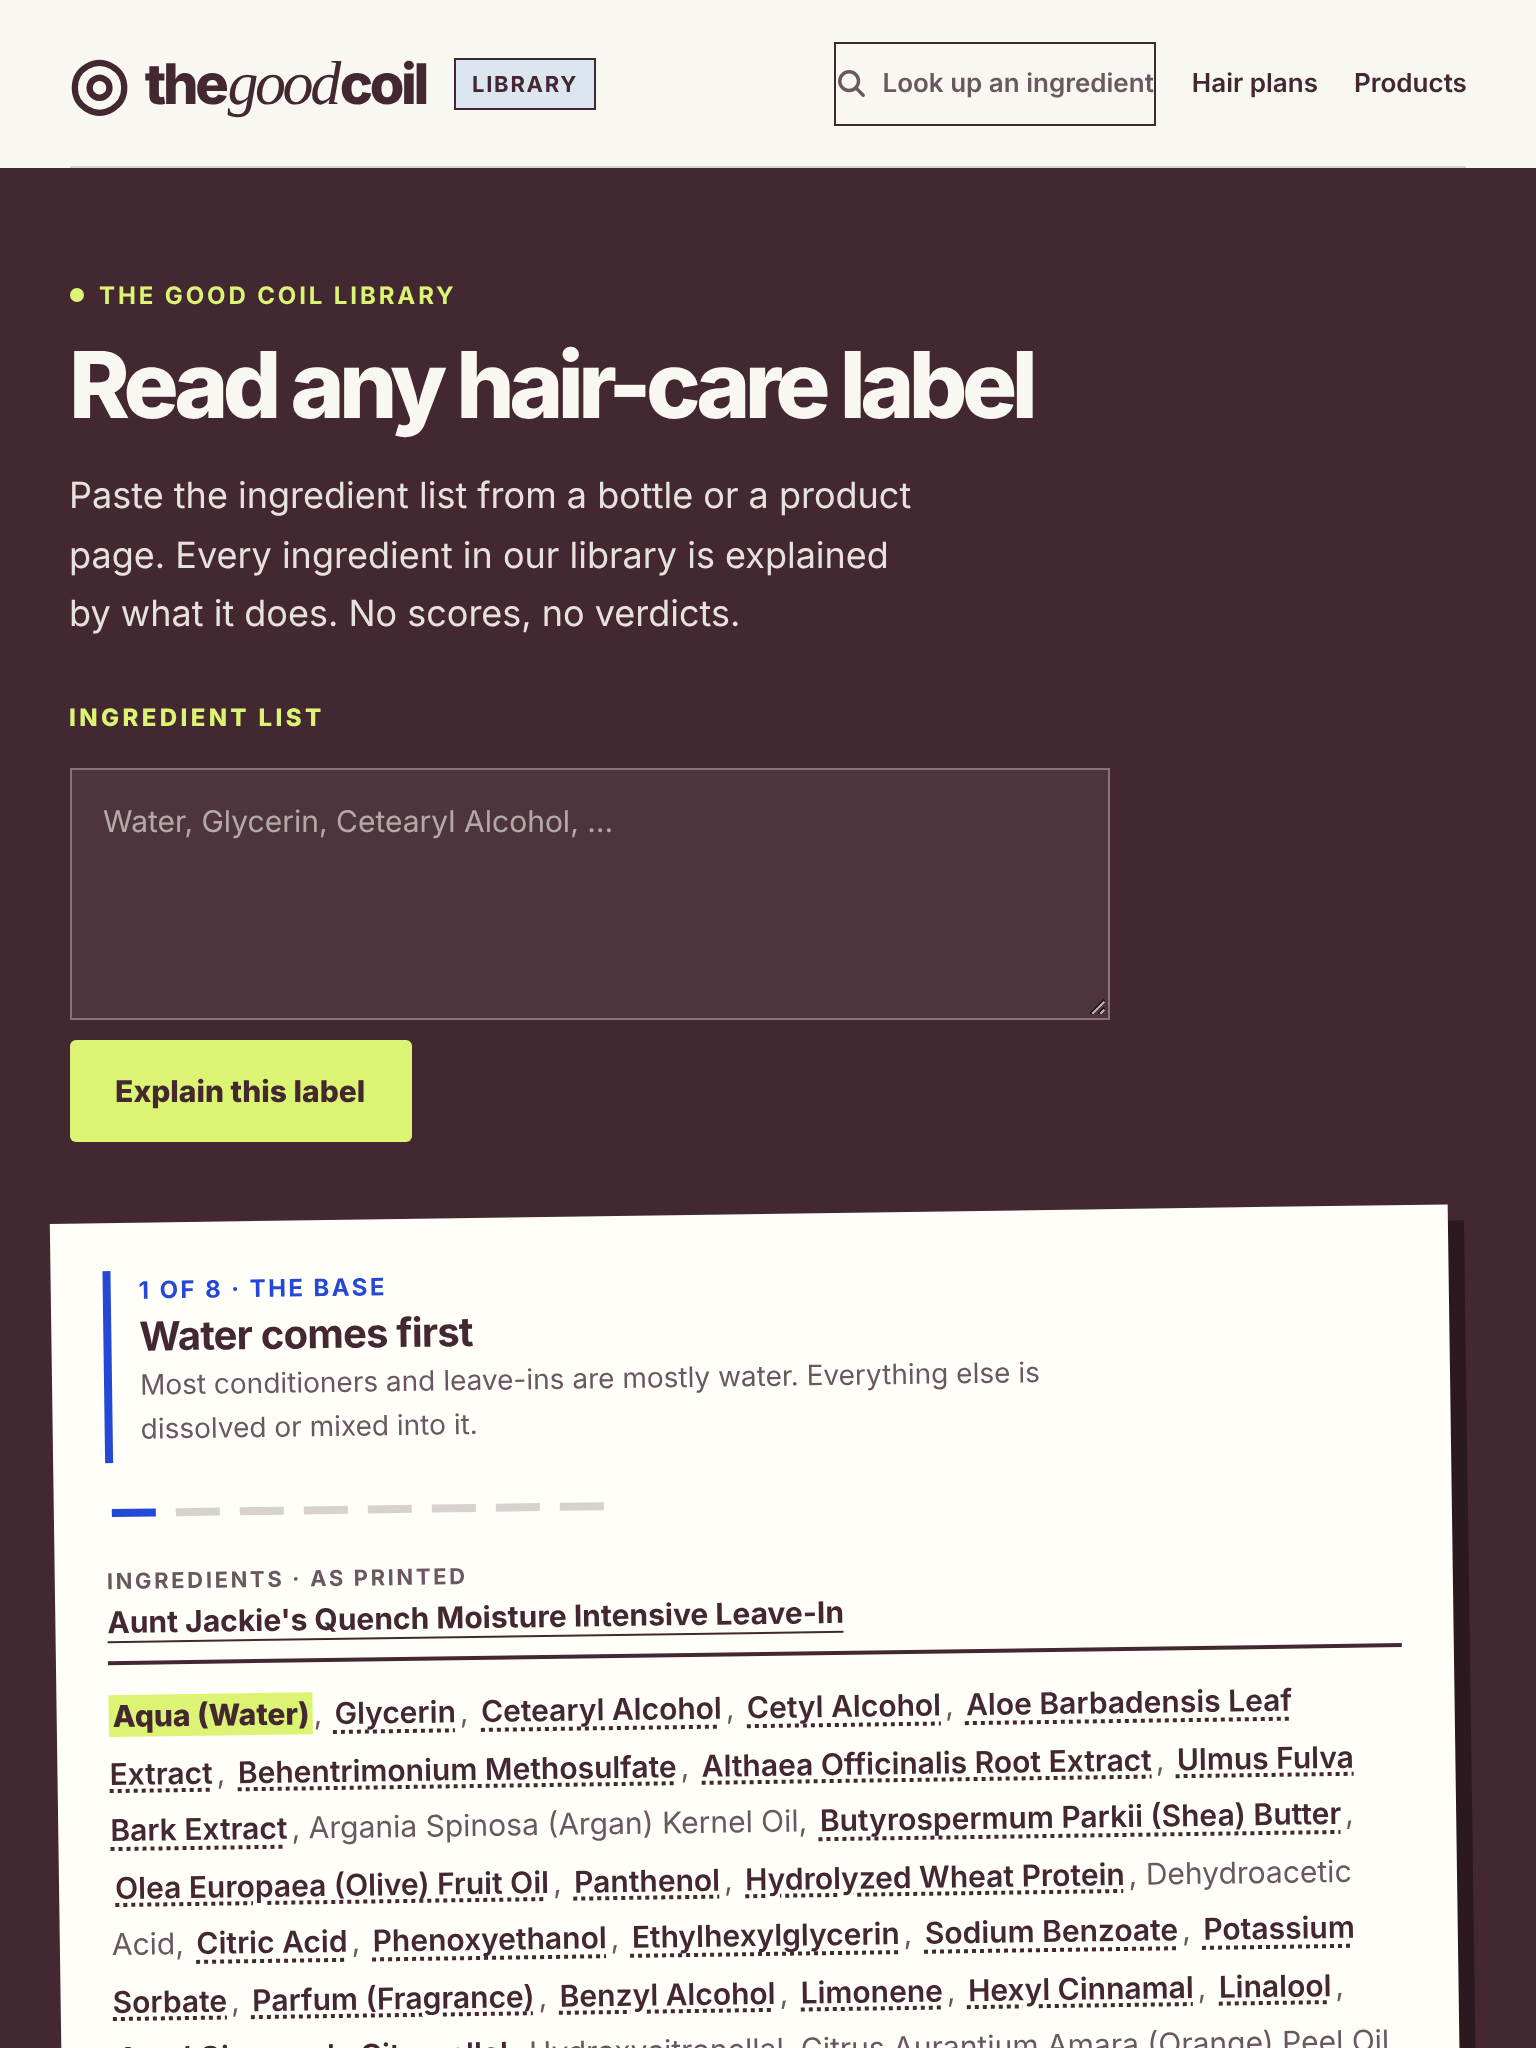 thegoodcoil LIBRARY Look up an ingredient Hair plans Products
THE GOOD COIL LIBRARY
Read any hair-care label
Paste the ingredient list from a bottle or a product
page. Every ingredient in our library is explained
by what it does. No scores, no verdicts.
INGREDIENT LIST
Water, Glycerin, Cetearyl Alcohol, ...
Explain this label
1 OF 8 · THE BASE
Water comes first
Most conditioners and leave-ins are mostly water. Everything else is
dissolved or mixed into it.
INGREDIENTS · AS PRINTED
Aunt Jackie's Quench Moisture Intensive Leave-In
Aqua (Water), Glycerin, Cetearyl Alcohol, Cetyl Alcohol, Aloe Barbadensis Leaf
Extract, Behentrimonium Methosulfate, Althaea Officinalis Root Extract, Ulmus Fulva
Bark Extract, Argania Spinosa (Argan) Kernel Oil, Butyrospermum Parkii (Shea) Butter,
Olea Europaea (Olive) Fruit Oil, Panthenol, Hydrolyzed Wheat Protein, Dehydroacetic
Acid, Citric Acid, Phenoxyethanol, Ethylhexylglycerin, Sodium Benzoate, Potassium
Sorbate, Parfum (Fragrance), Benzyl Alcohol, Limonene, Hexyl Cinnamal, Linalool,
Hydroxycitronellal, Citrus Aurantium Amara (Orange) Peel Oil